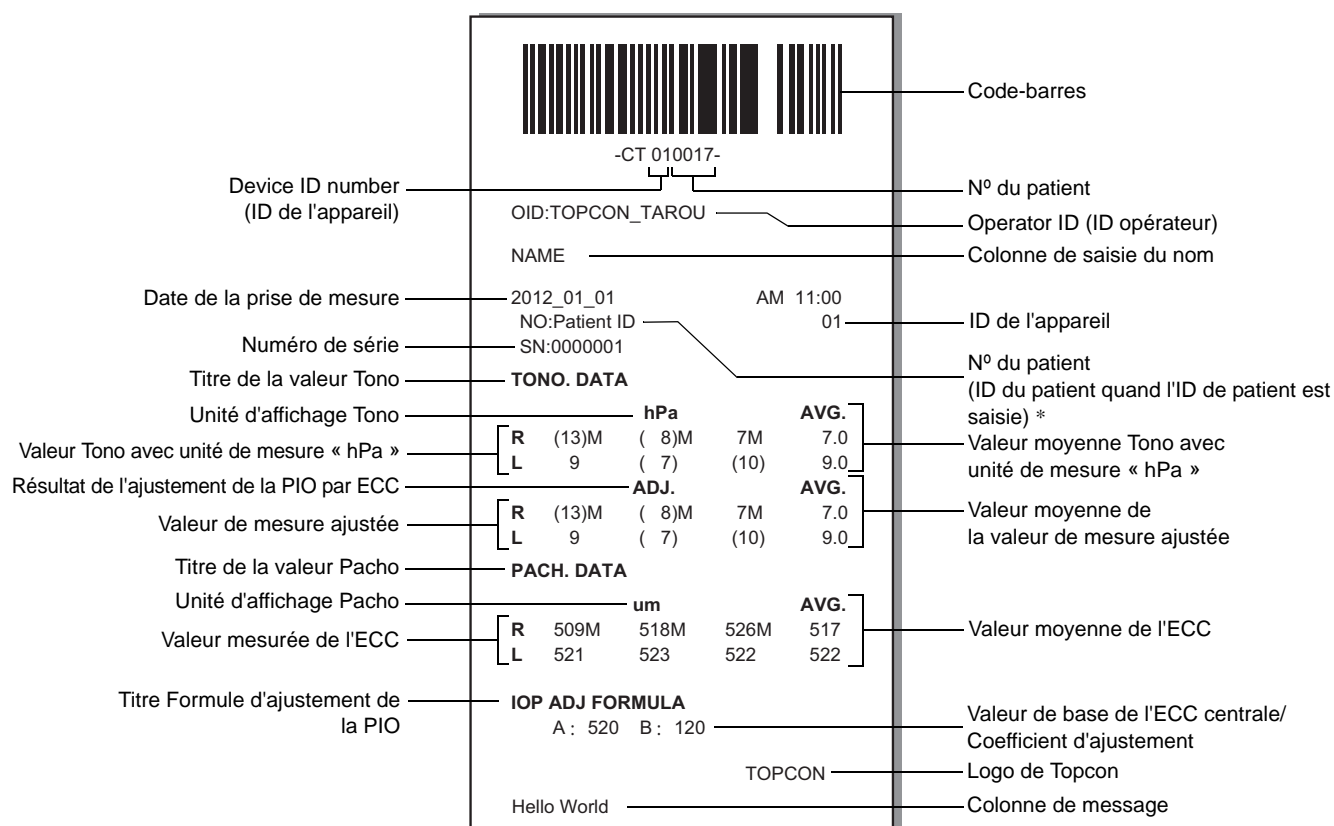 Code-barres
-CT 010017-
Device ID number
(ID de l'appareil)
Nº du patient
OID:TOPCON_TAROU
Operator ID (ID opérateur)
NAME
Colonne de saisie du nom
Date de la prise de mesure
2012_01_01 AM 11:00
NO:Patient ID 01
ID de l'appareil
Numéro de série
SN:0000001
Nº du patient
(ID du patient quand l'ID de patient est
saisie) *
Titre de la valeur Tono
TONO. DATA
Unité d'affichage Tono
hPa AVG.
Valeur Tono avec unité de mesure « hPa »
R (13)M ( 8)M 7M 7.0
L 9 ( 7) (10) 9.0
Valeur moyenne Tono avec
unité de mesure « hPa »
Résultat de l'ajustement de la PIO par ECC
ADJ. AVG.
Valeur de mesure ajustée
R (13)M ( 8)M 7M 7.0
L 9 ( 7) (10) 9.0
Valeur moyenne de
la valeur de mesure ajustée
Titre de la valeur Pacho
PACH. DATA
Unité d'affichage Pacho
um AVG.
Valeur mesurée de l'ECC
R 509M 518M 526M 517
L 521 523 522 522
Valeur moyenne de l'ECC
Titre Formule d'ajustement de
la PIO
IOP ADJ FORMULA
A: 520 B: 120
Valeur de base de l'ECC centrale/
Coefficient d'ajustement
TOPCON
Logo de Topcon
Hello World
Colonne de message